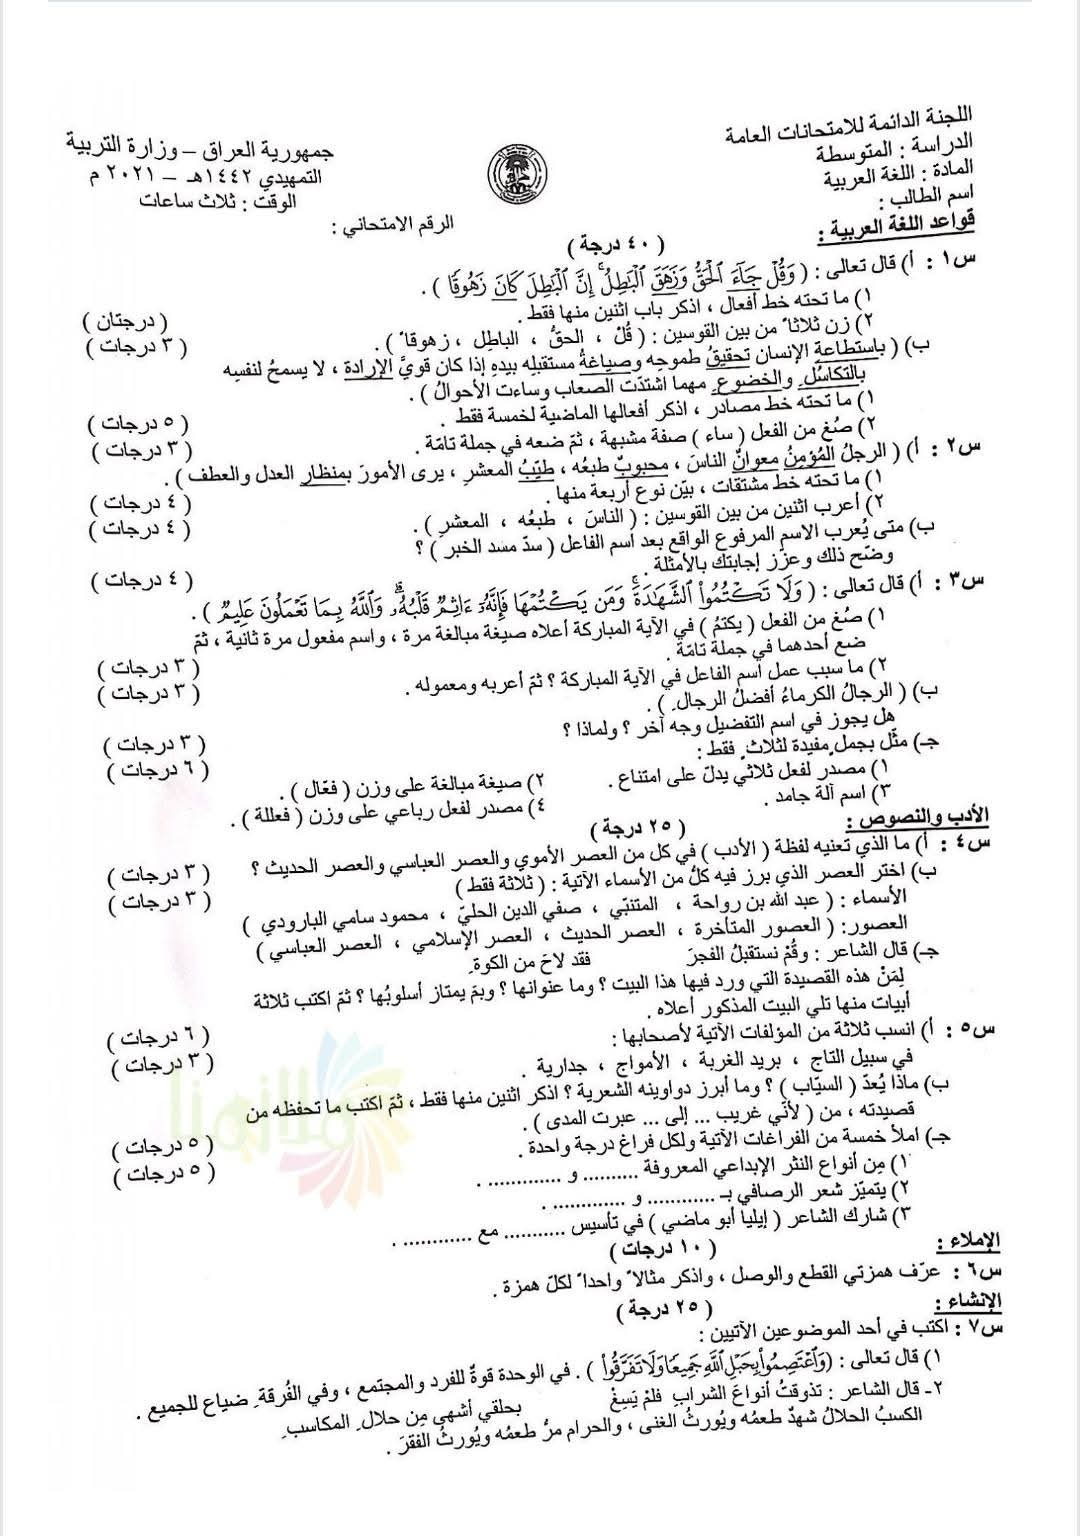 اللجنة الدائمة للامتحانات العامة
الدراسة : المتوسطة
المادة : اللغة العربية
اسم الطالب :
جمهورية العراق – وزارة التربية
التمهيدي ١٤٤٢هـ – ٢٠٢١ م
الوقت : ثلاث ساعات
الرقم الامتحاني :
قواعد اللغة العربية :
( ٤٠ درجة )
س١ : أ) قال تعالى : ( وَقُلْ جَاءَ الْحَقُّ وَزَهَقَ الْبَاطِلُ ۚ إِنَّ الْبَاطِلَ كَانَ زَهُوقًا ) .
١) ما تحته خط أفعال ، اذكر باب اثنين منها فقط . ( درجتان )
٢) زن ثلاثاً من بين القوسين : ( قُلْ ، الحقُّ ، الباطِل ، زهوقاً ) . ( ٣ درجات )
ب) ( باستطاعةِ الإنسان تحقيقُ طموحِه وصياغةُ مستقبلِه بيدِه إذا كان قويَّ الإرادة ، لا يسمحُ لنفسِه
بالتكاسُلِ والخضوعِ مهما اشتدّت الصعاب وساءت الأحوالُ ) .
١) ما تحته خط مصادر ، اذكر أفعالها الماضية لخمسة فقط . ( ٥ درجات )
٢) صُغ من الفعل ( ساء ) صفة مشبهة ، ثمّ ضعه في جملة تامّة . ( ٣ درجات )
س٢ : أ) ( الرجلُ المُؤمِنُ معوانٌ الناسَ ، محبوبٌ طبعُه ، طيّبُ المعشرِ ، يرى الأمورَ بمنظارِ العدل والعطف ) .
١) ما تحته خط مشتقات ، بيّن نوع أربعة منها . ( ٤ درجات )
٢) أعرب اثنين من بين القوسين : ( الناسَ ، طبعُه ، المعشرِ ) . ( ٤ درجات )
ب) متى يُعرب الاسم المرفوع الواقع بعد اسم الفاعل ( سدّ مسد الخبر ) ؟
وضّح ذلك وعزّز إجابتك بالأمثلة . ( ٤ درجات )
س٣ : أ) قال تعالى : ( وَلَا تَكْتُمُوا الشَّهَادَةَ ۚ وَمَن يَكْتُمْهَا فَإِنَّهُ ءَاثِمٌ قَلْبُهُ ۗ وَاللَّهُ بِمَا تَعْمَلُونَ عَلِيمٌ ) .
١) صُغ من الفعل ( يكتمُ ) في الآية المباركة أعلاه صيغة مبالغة مرة ، واسم مفعول مرة ثانية ، ثمّ
ضع أحدهما في جملة تامّة . ( ٣ درجات )
٢) ما سبب عمل اسم الفاعل في الآية المباركة ؟ ثمّ أعربه ومعموله . ( ٣ درجات )
ب) ( الرجالُ الكرماءُ أفضلُ الرجالِ ) .
هل يجوز في اسم التفضيل وجه آخر ؟ ولماذا ؟ ( ٣ درجات )
جـ) مثّل بجملٍ مفيدة لثلاثٍ فقط : ( ٦ درجات )
١) مصدر لفعل ثلاثي يدلّ على امتناع . ٢) صيغة مبالغة على وزن ( فعّال ) .
٣) اسم آلة جامد . ٤) مصدر لفعل رباعي على وزن ( فعللة ) .
الأدب والنصوص :
( ٢٥ درجة )
س٤ : أ) ما الذي تعنيه لفظة ( الأدب ) في كل من العصر الأموي والعصر العباسي والعصر الحديث ؟ ( ٣ درجات )
ب) اختر العصر الذي برز فيه كلُّ من الأسماء الآتية : ( ثلاثة فقط ) ( ٣ درجات )
الأسماء : ( عبد الله بن رواحة ، المتنبّي ، صفي الدين الحليّ ، محمود سامي البارودي )
العصور: ( العصور المتأخرة ، العصر الحديث ، العصر الإسلامي ، العصر العباسي )
جـ) قال الشاعر : وقُمْ نستقبلُ الفجرَ فقد لاحَ من الكوةِ
لِمَنْ هذه القصيدة التي ورد فيها هذا البيت ؟ وما عنوانها ؟ وبمَ يمتاز أسلوبُها ؟ ثمّ اكتب ثلاثة
أبيات منها تلي البيت المذكور أعلاه . ( ٦ درجات )
س٥ : أ) انسب ثلاثة من المؤلفات الآتية لأصحابها : ( ٣ درجات )
في سبيل التاج ، بريد الغربة ، الأمواج ، جدارية .
ب) ماذا يُعدّ ( السيّاب ) ؟ وما أبرز دواوينه الشعرية ؟ اذكر اثنين منها فقط ، ثمّ اكتب ما تحفظه من
قصيدته ، من ( لأنّي غريب ... إلى ... عبرت المدى ) . ( ٥ درجات )
جـ) املأ خمسة من الفراغات الآتية ولكل فراغ درجة واحدة . ( ٥ درجات )
١) مِن أنواع النثر الإبداعي المعروفة .......... و ............. .
٢) يتميّز شعر الرصافي بـ ............ و ............. .
٣) شارك الشاعر ( إيليا أبو ماضي ) في تأسيس ........... مع ............ .
الإملاء :
( ١٠ درجات )
س٦ : عرّف همزتي القطع والوصل ، واذكر مثالاً واحداً لكلّ همزة .
الإنشاء :
( ٢٥ درجة )
س٧ : اكتب في أحد الموضوعين الآتيين :
١) قال تعالى : (وَاعْتَصِمُوا بِحَبْلِ اللَّهِ جَمِيعًا وَلَا تَفَرَّقُوا ) . في الوحدة قوةٌ للفرد والمجتمع ، وفي الفُرقةِ ضياع للجميع .
٢- قال الشاعر : تذوقتُ أنواعَ الشرابِ فلمْ يَسِغْ بحلقي أشهى مِن حلالِ المكاسبِ
الكسبُ الحلالُ شهدٌ طعمُه ويُورثُ الغنى ، والحرام مرٌ طعمُه ويُورثُ الفقرَ .
ملازمنا